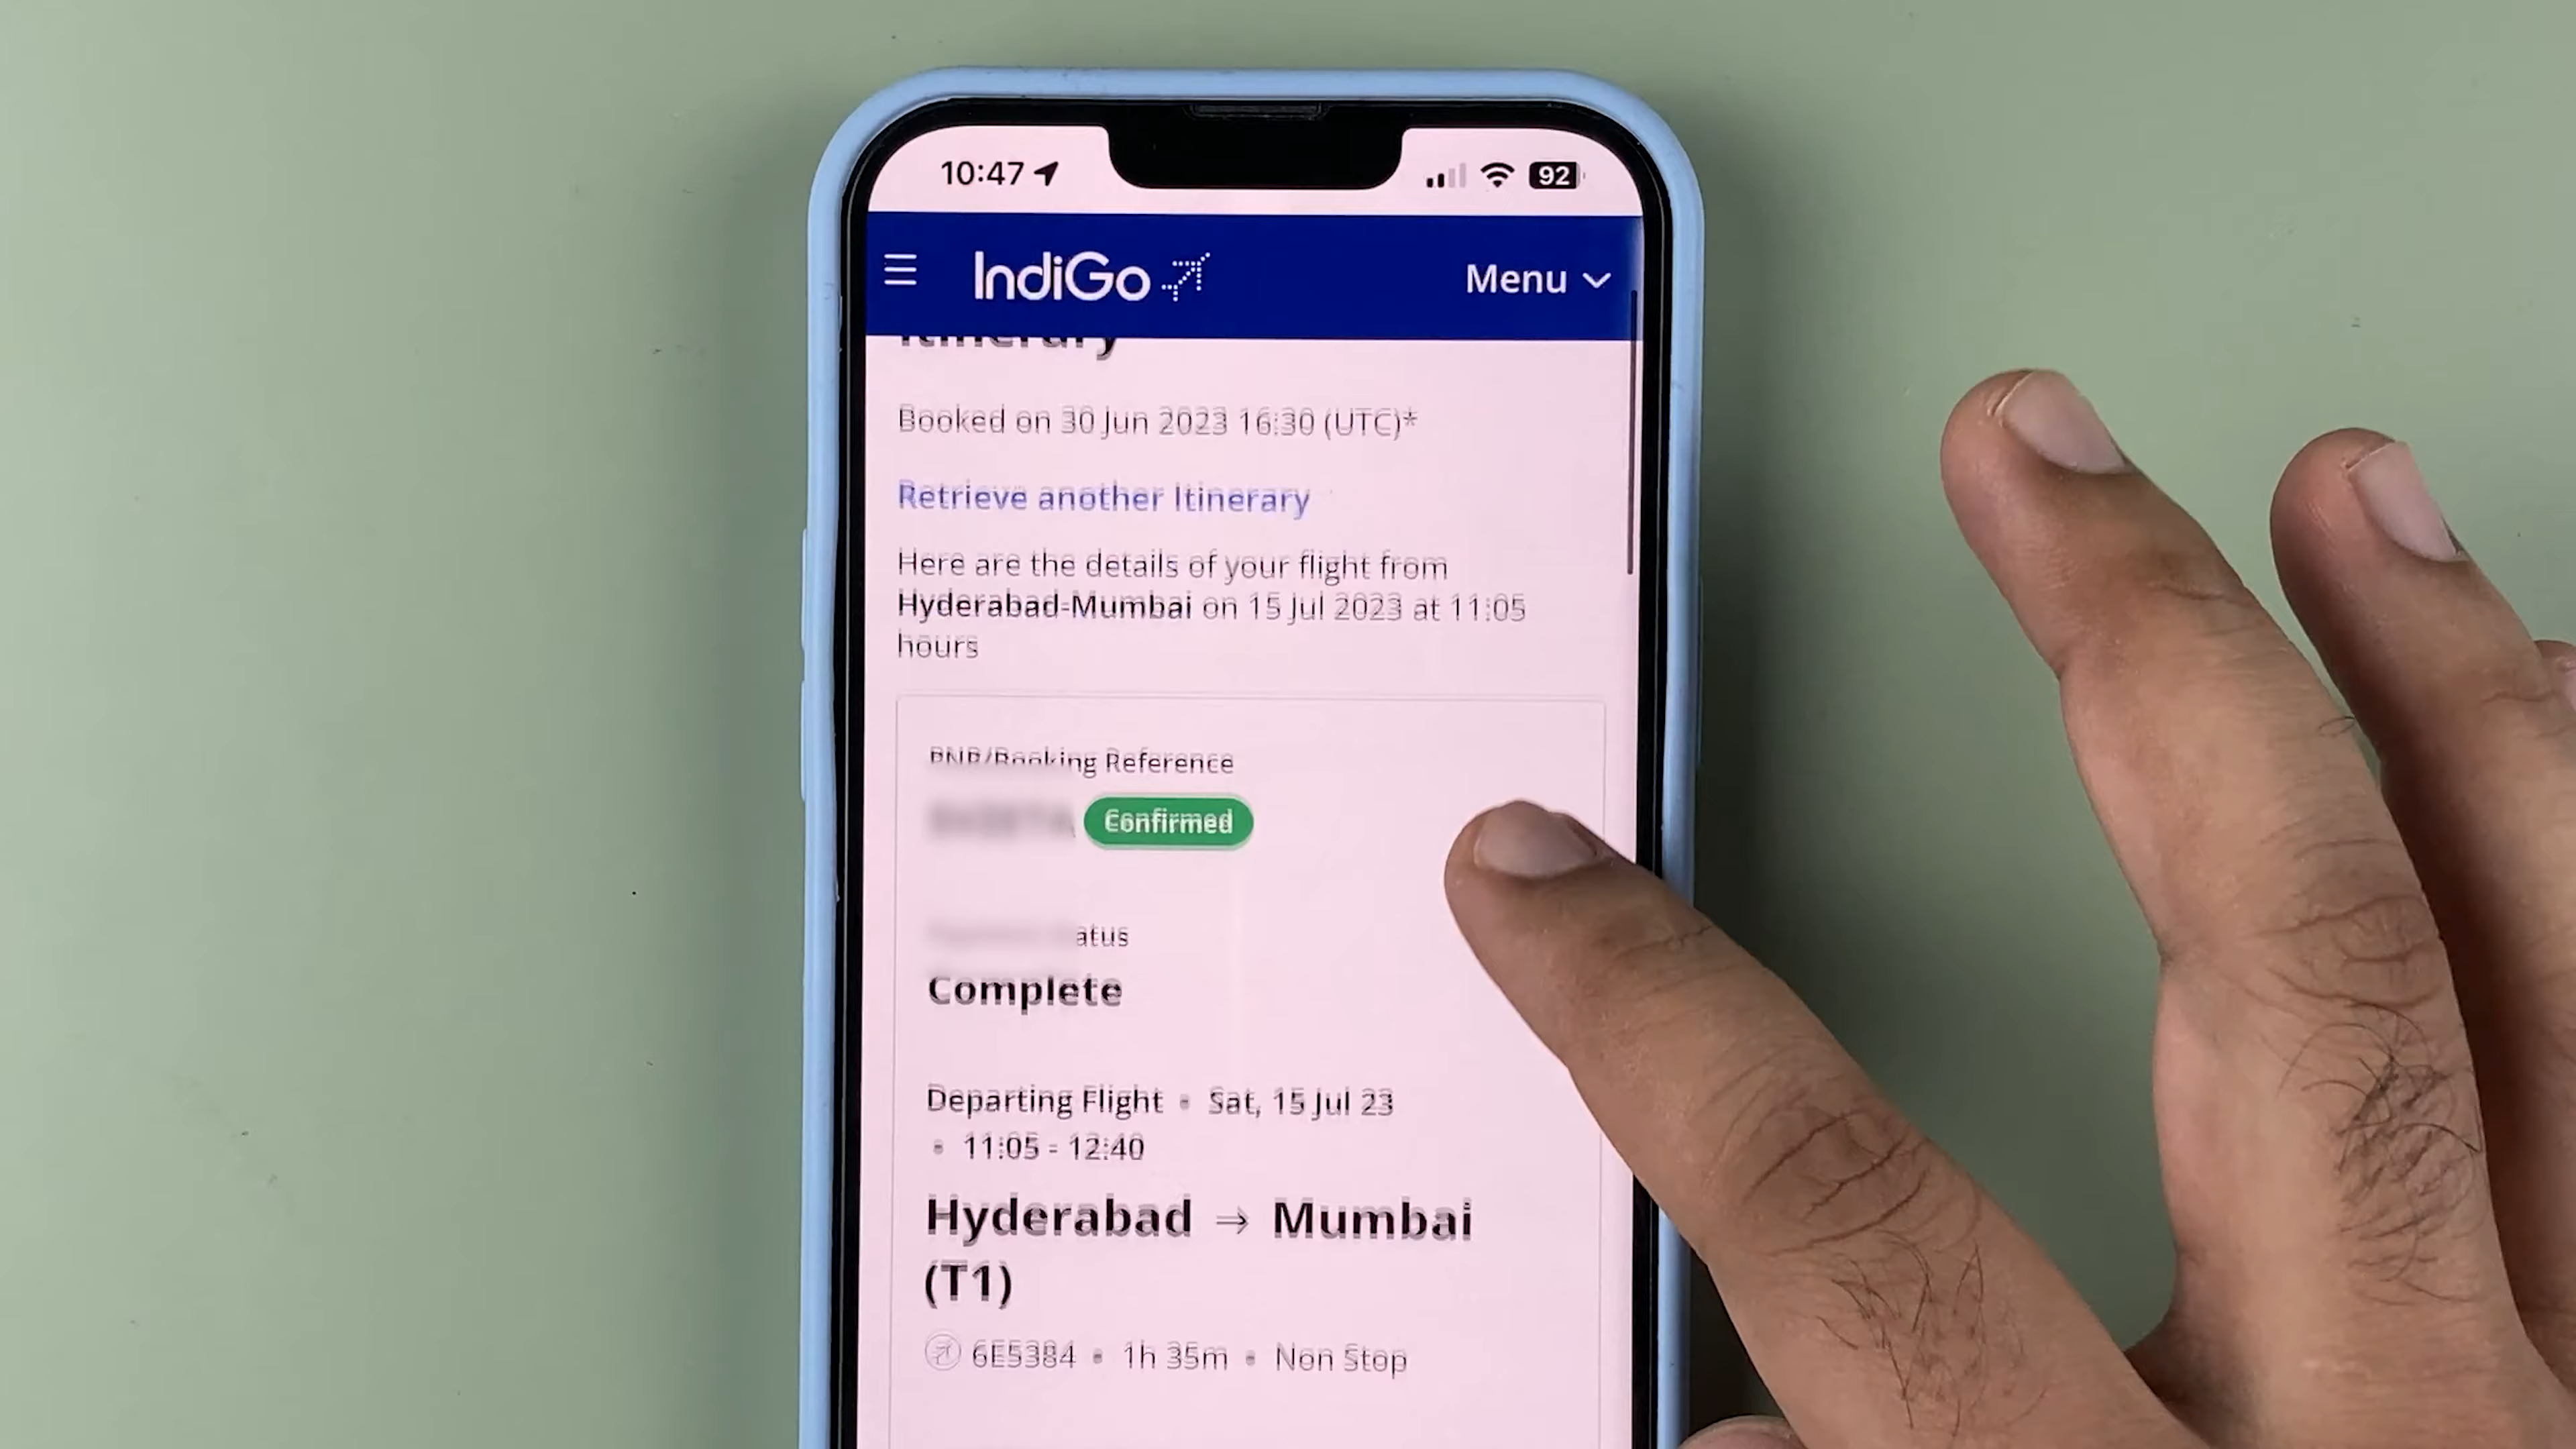 10:47
92
IndiGo
Menu
Itinerary
Booked on 30 Jun 2023 16:30 (UTC)*
Retrieve another Itinerary
Here are the details of your flight from
Hyderabad-Mumbai on 15 Jul 2023 at 11:05
hours
PNR/Booking Reference
Confirmed
atus
Complete
Departing Flight • Sat, 15 Jul 23
• 11:05 - 12:40
Hyderabad → Mumbai
(T1)
6E5384 • 1h 35m • Non Stop